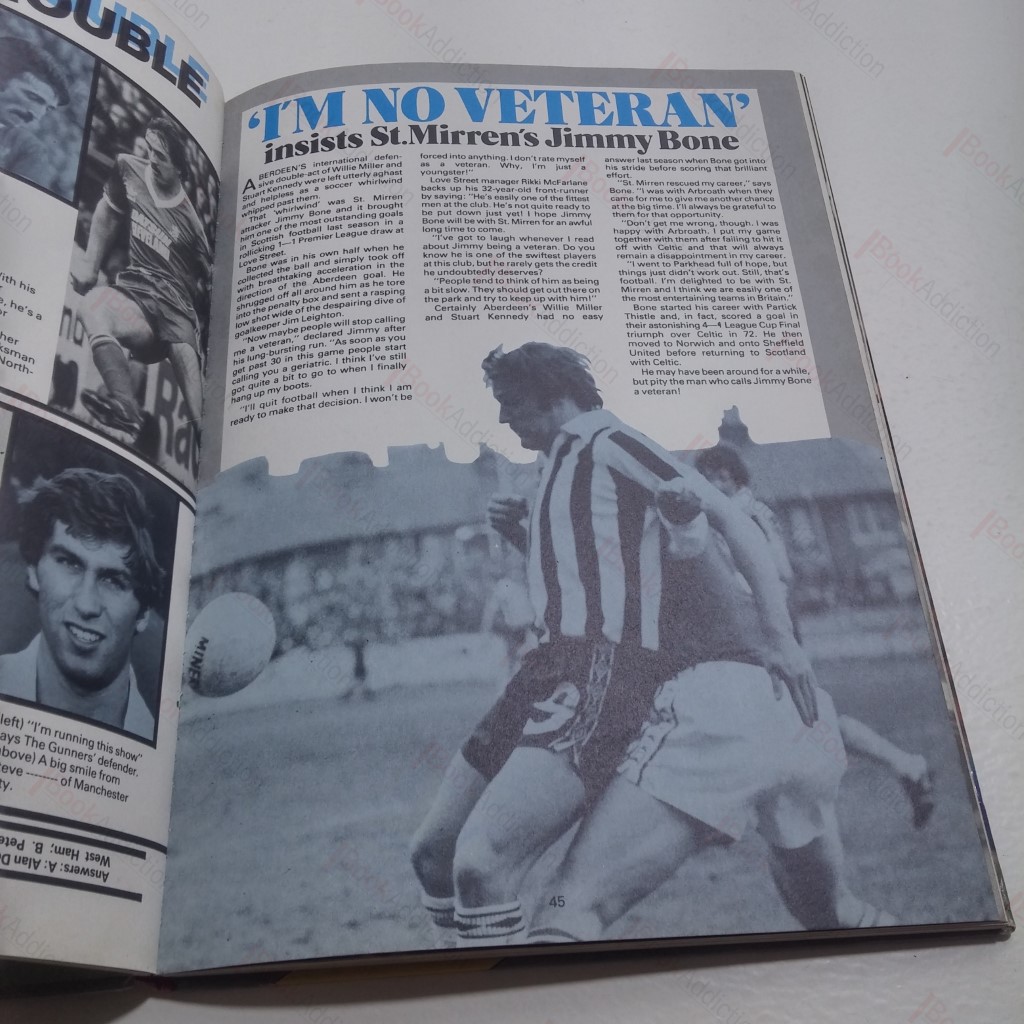 OUBLE
ith his
e, he's a
or
her
ksman
North-
left) "I'm running this show"
ays The Gunners' defender.
above) A big smile from
eve -------- of Manchester
ty.
Answers: A: Alan D
West Ham; B. Pete
'I'M NO VETERAN'
insists St.Mirren's Jimmy Bone
ABERDEEN'S international defen-
sive double-act of Willie Miller and
Stuart Kennedy were left utterly aghast
and helpless as a soccer whirlwind
whipped past them.
That 'whirlwind' was St. Mirren
attacker Jimmy Bone and it brought
him one of the most outstanding goals
in Scottish football last season in a
rollicking 1—1 Premier League draw at
Love Street.
Bone was in his own half when he
collected the ball and simply took off
with breathtaking acceleration in the
direction of the Aberdeen goal. He
shrugged off all around him as he tore
into the penalty box and sent a rasping
low shot wide of the despairing dive of
goalkeeper Jim Leighton.
"Now maybe people will stop calling
me a veteran," declared Jimmy after
his lung-bursting run. "As soon as you
get past 30 in this game people start
calling you a geriatric. I think I've still
got quite a bit to go to when I finally
hang up my boots.
"I'll quit football when I think I am
ready to make that decision. I won't be
forced into anything. I don't rate myself
as a veteran. Why, I'm just a
youngster!"
Love Street manager Rikki McFarlane
backs up his 32-year-old front-runner
by saying: "He's easily one of the fittest
men at the club. He's not quite ready to
be put down just yet! I hope Jimmy
Bone will be with St. Mirren for an awful
long time to come.
"I've got to laugh whenever I read
about Jimmy being a veteran. Do you
know he is one of the swiftest players
at this club, but he rarely gets the credit
he undoubtedly deserves?
"People tend to think of him as being
a bit slow. They should get out there on
the park and try to keep up with him!"
Certainly Aberdeen's Willie Miller
and Stuart Kennedy had no easy
answer last season when Bone got into
his stride before scoring that brilliant
effort.
"St. Mirren rescued my career," says
Bone. "I was with Arbroath when they
came for me to give me another chance
at the big time. I'll always be grateful to
them for that opportunity.
"Don't get me wrong, though. I was
happy with Arbroath. I put my game
together with them after failing to hit it
off with Celtic and that will always
remain a disappointment in my career.
"I went to Parkhead full of hope, but
things just didn't work out. Still, that's
football. I'm delighted to be with St.
Mirren and I think we are easily one of
the most entertaining teams in Britain."
Bone started his career with Partick
Thistle and, in fact, scored a goal in
their astonishing 4—1 League Cup Final
triumph over Celtic in 72. He then
moved to Norwich and onto Sheffield
United before returning to Scotland
with Celtic.
He may have been around for a while,
but pity the man who calls Jimmy Bone
a veteran!
MINE
9
45
BookAddiction